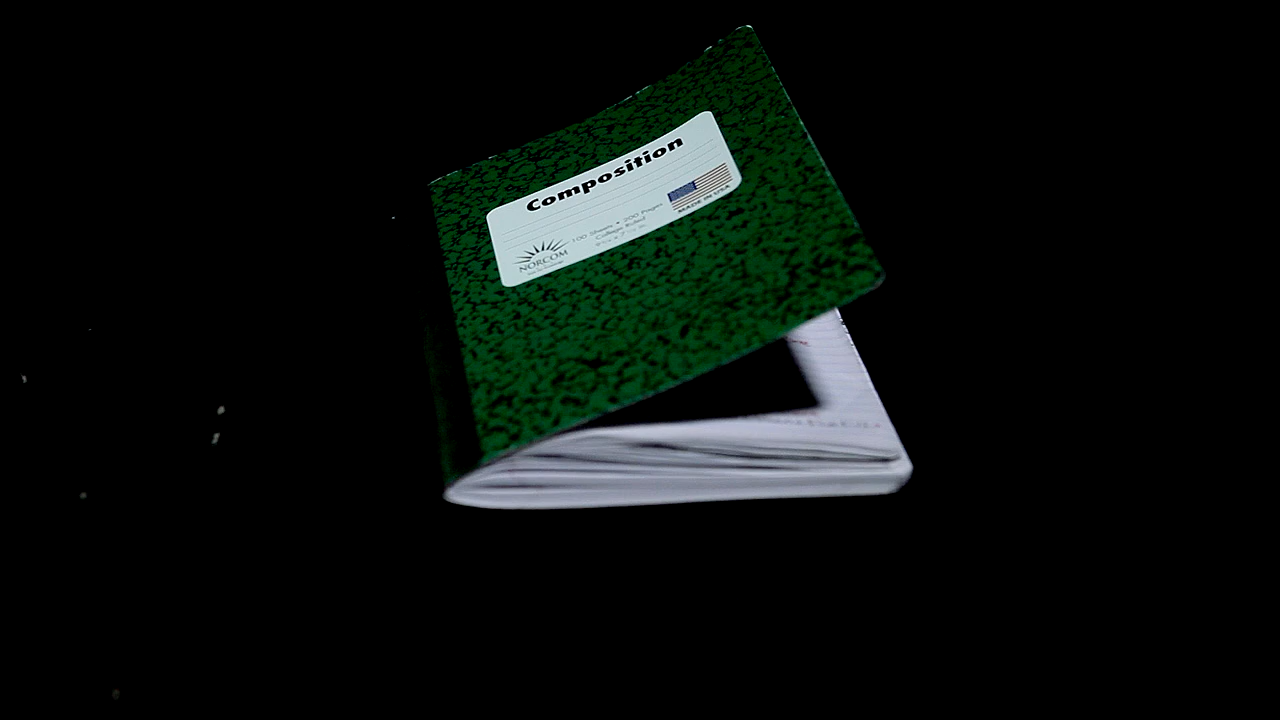 Composition
100 Sheets • 200 Pages
College Ruled
MADE IN USA
NORCOM